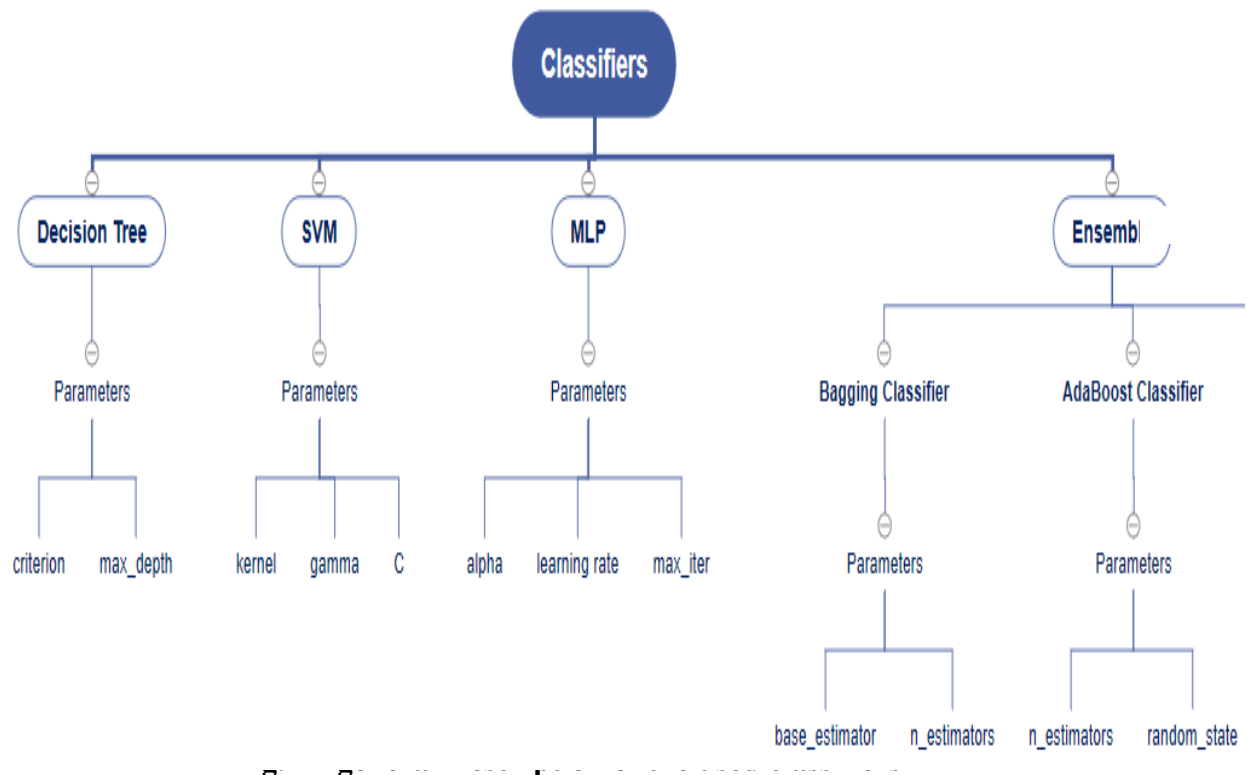 Classifiers
Decision Tree SVM MLP Ensembl
Parameters Parameters Parameters Bagging Classifier AdaBoost Classifier
criterion max_depth kernel gamma C alpha learning rate max_iter
Parameters Parameters
base_estimator n_estimators n_estimators random_state